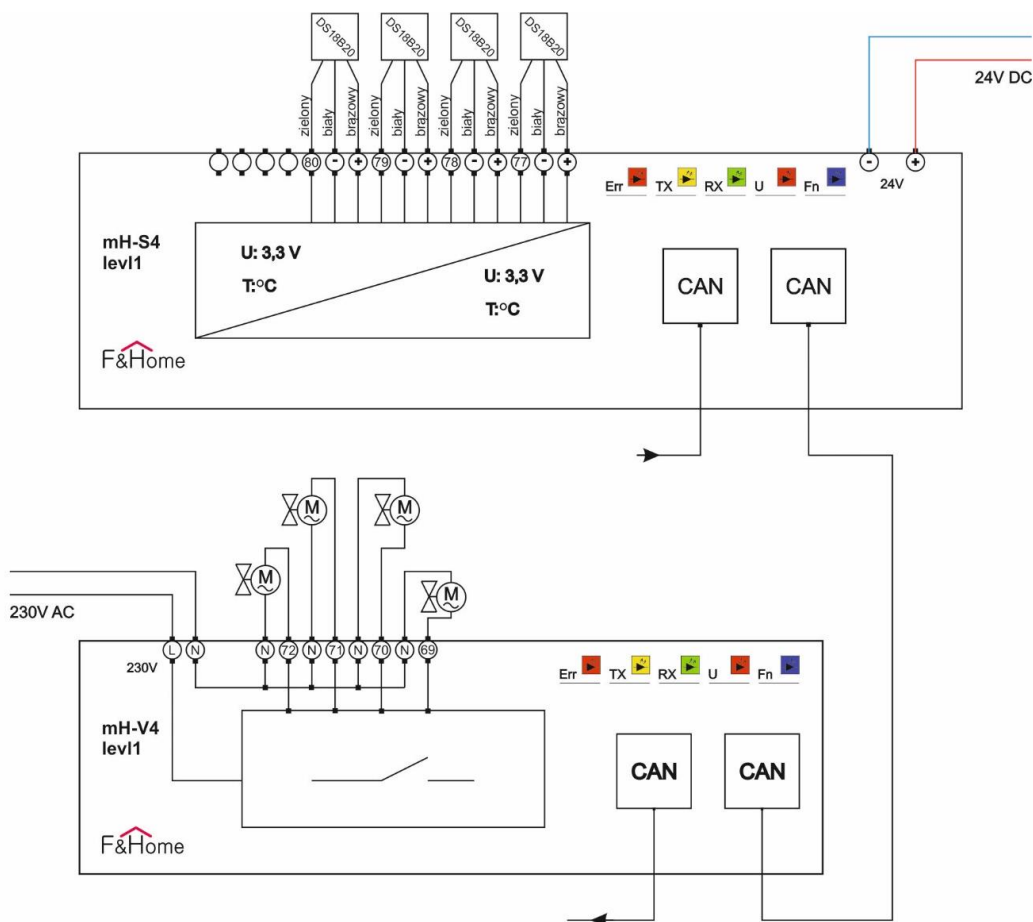 DS18B20 DS18B20 DS18B20 DS18B20
24V DC
zielony biały brązowy zielony biały brązowy zielony biały brązowy zielony biały brązowy
80 - + 79 - + 78 - + 77 - +
- +
24V
Err TX RX U Fn
mH-S4
levl1
U: 3,3 V
T:°C
U: 3,3 V
T:°C
CAN CAN
F&Home
M M M M
230V AC
L N N 72 N 71 N 70 N 69
230V
Err TX RX U Fn
mH-V4
levl1
CAN CAN
F&Home